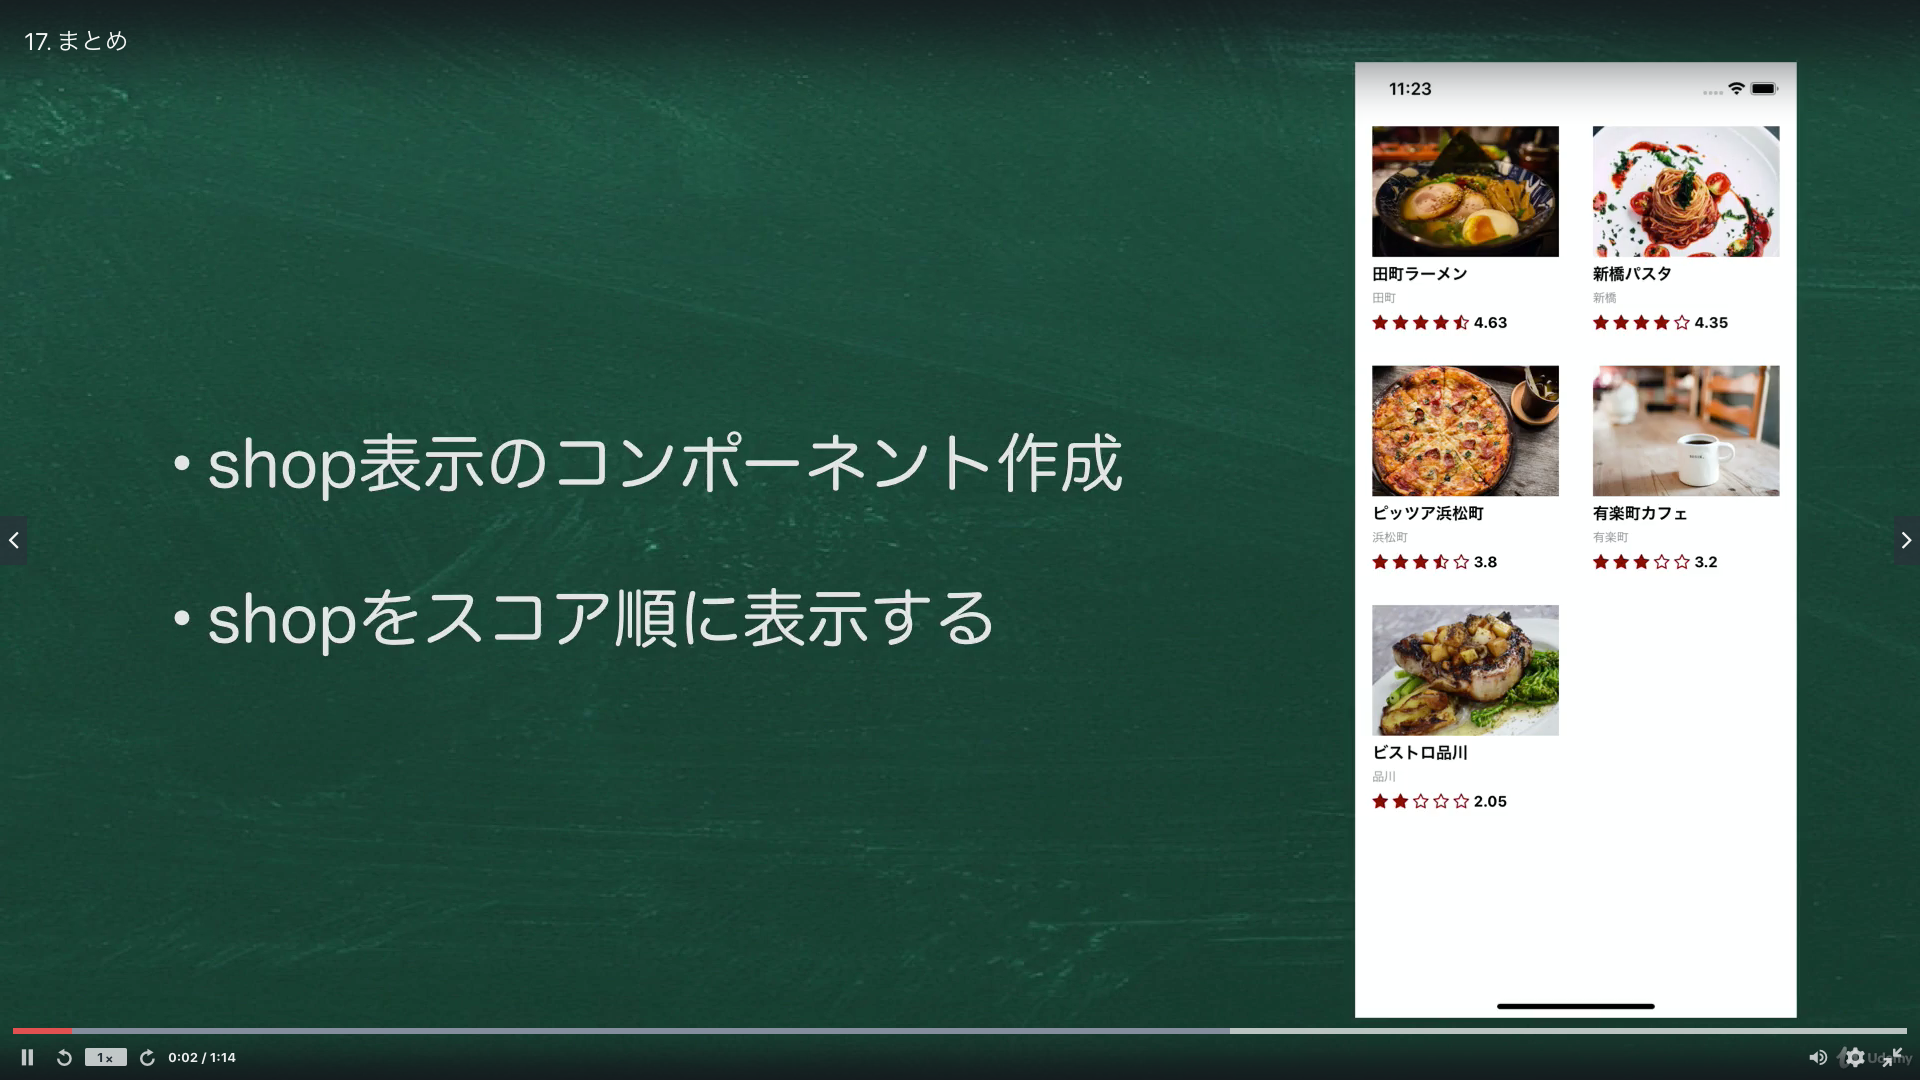 17. まとめ
• shop表示のコンポーネント作成
• shopをスコア順に表示する
11:23
田町ラーメン
田町
4.63
新橋パスタ
新橋
4.35
ピッツア浜松町
浜松町
3.8
有楽町カフェ
有楽町
3.2
ビストロ品川
品川
2.05
1×
0:02 / 1:14
Udemy